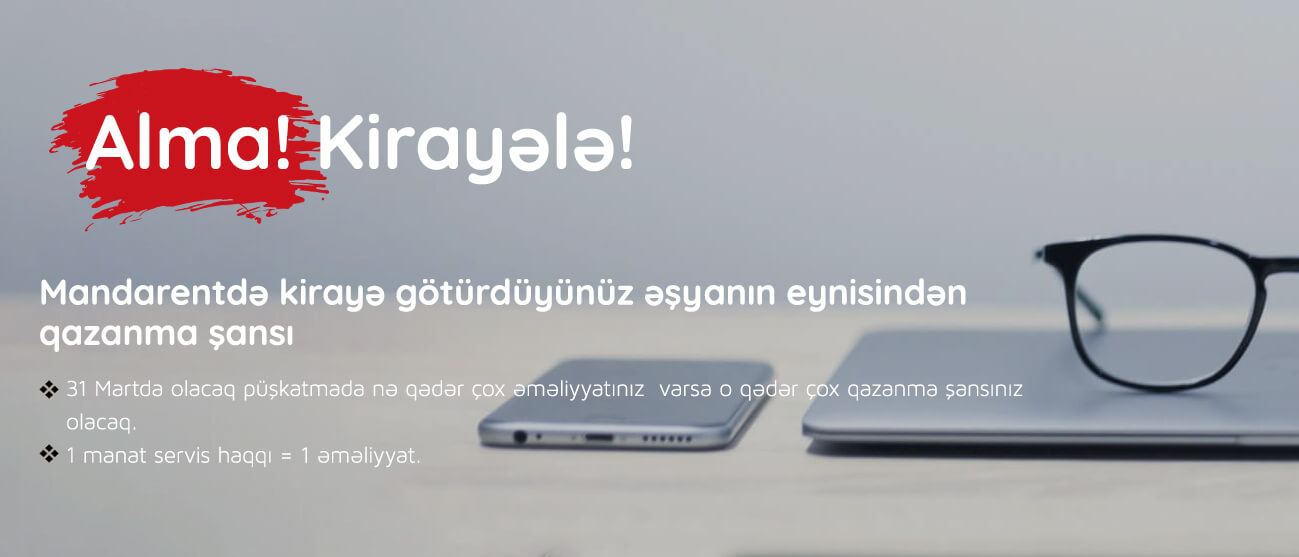 Alma! Kirayələ!
Mandarentdə kirayə götürdüyünüz əşyanın eynisindən
qazanma şansı
❖ 31 Martda olacaq püşkatmada nə qədər çox əməliyyatınız varsa o qədər çox qazanma şansınız
olacaq.
❖ 1 manat servis haqqı = 1 əməliyyat.